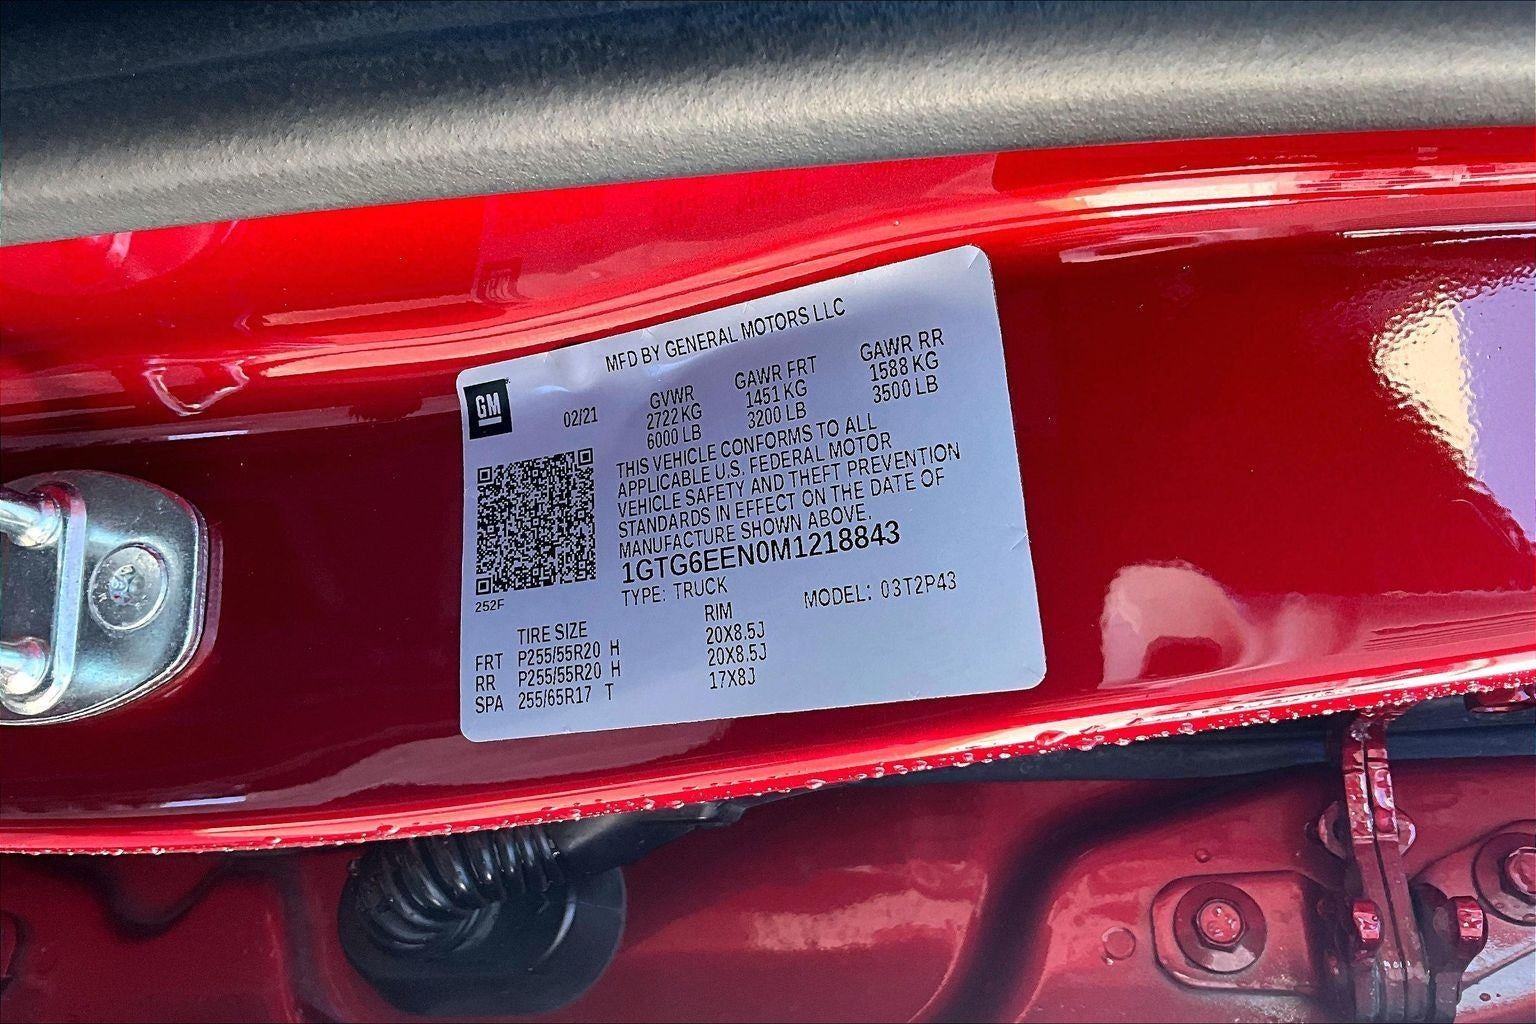 MFD BY GENERAL MOTORS LLC
GM
02/21
GVWR GAWR FRT GAWR RR
2722 KG 1451 KG 1588 KG
6000 LB 3200 LB 3500 LB
THIS VEHICLE CONFORMS TO ALL
APPLICABLE U.S. FEDERAL MOTOR
VEHICLE SAFETY AND THEFT PREVENTION
STANDARDS IN EFFECT ON THE DATE OF
MANUFACTURE SHOWN ABOVE.
1GTG6EEN0M1218843
TYPE: TRUCK MODEL: 03T2P43
252F
TIRE SIZE RIM
FRT P255/55R20 H 20X8.5J
RR P255/55R20 H 20X8.5J
SPA 255/65R17 T 17X8J